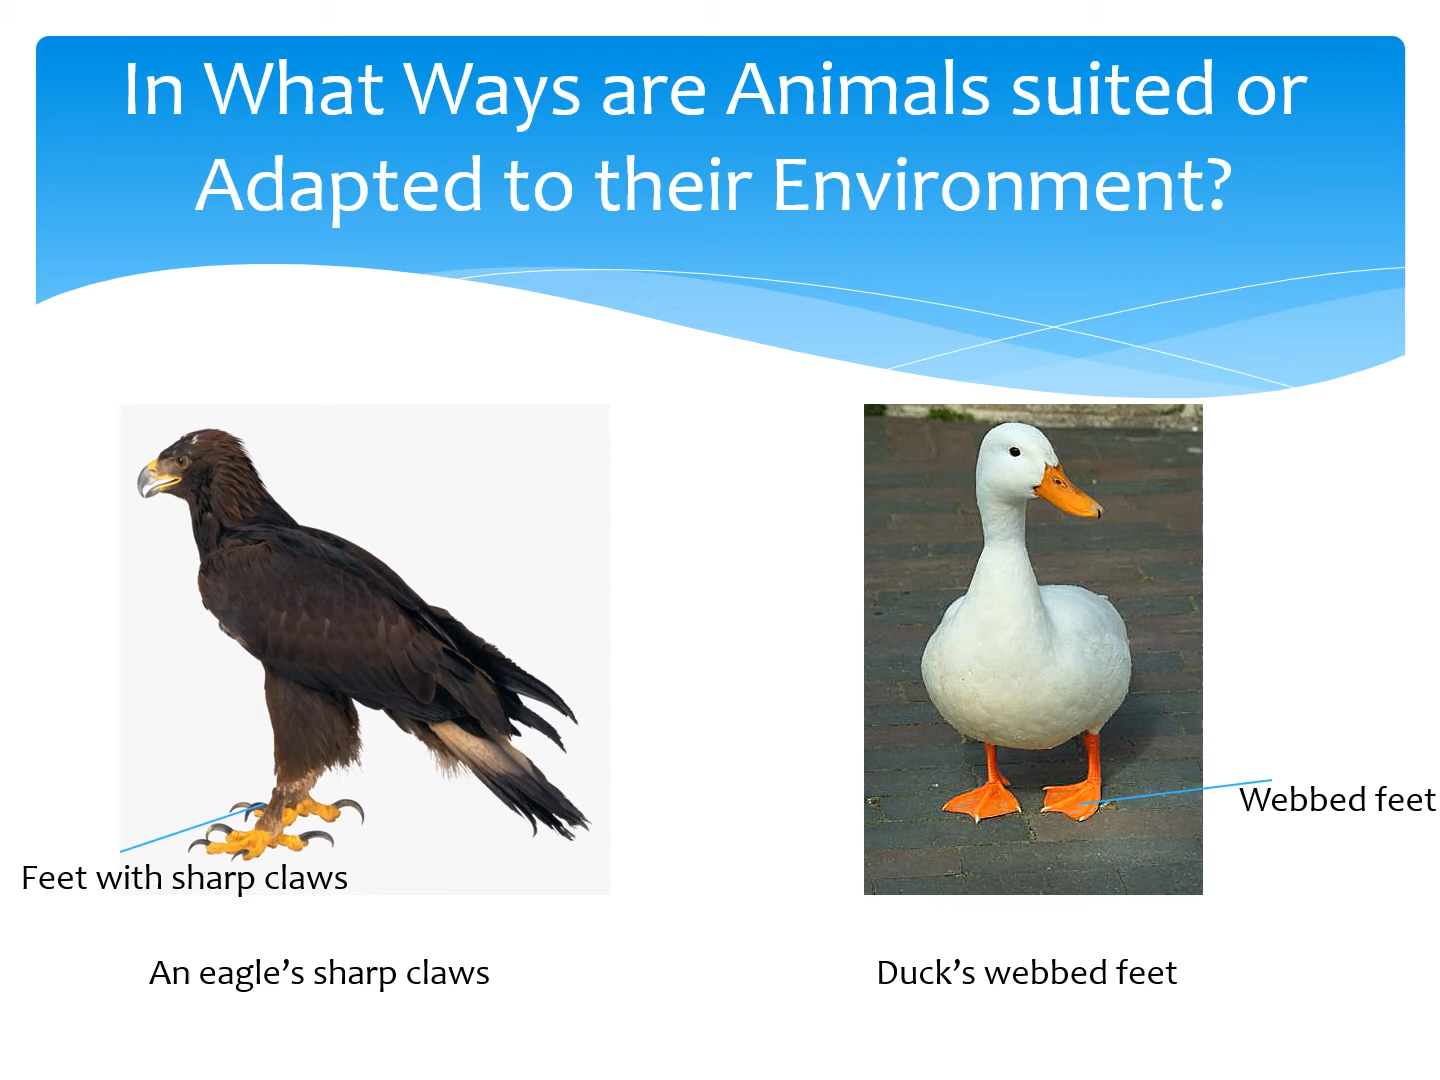 In What Ways are Animals suited or
Adapted to their Environment?
Webbed feet
Feet with sharp claws
An eagle’s sharp claws
Duck’s webbed feet